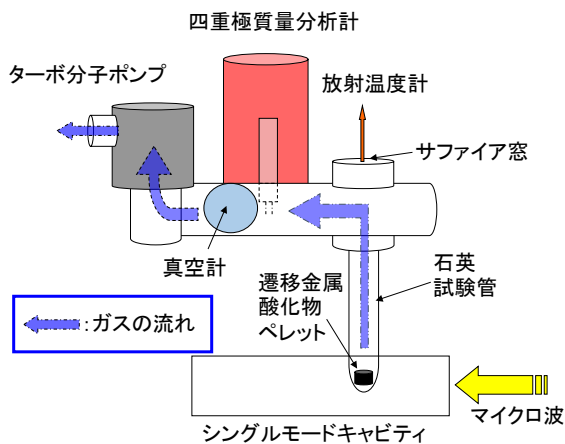 四重極質量分析計
ターボ分子ポンプ
放射温度計
サファイア窓
真空計
石英
試験管
遷移金属
酸化物
ペレット
:ガスの流れ
マイクロ波
シングルモードキャビティ